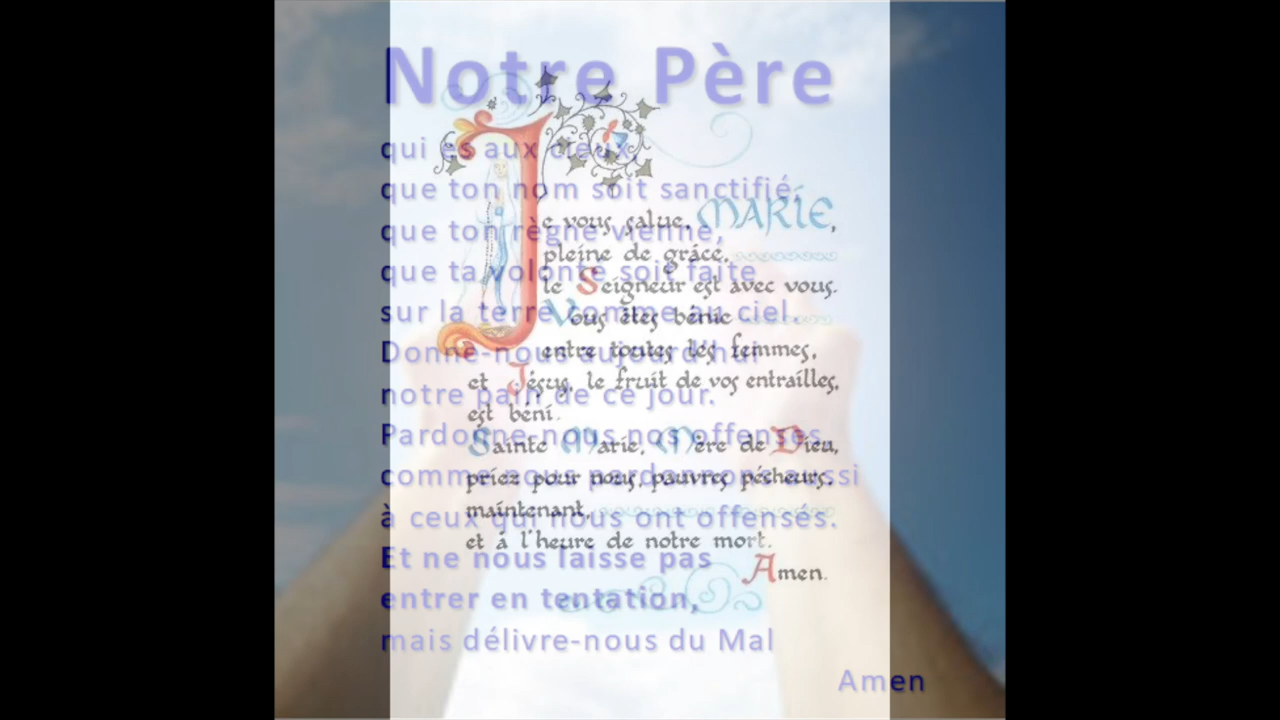 Notre Père
qui es aux cieux,
que ton nom soit sanctifié,
que ton règne vienne,
que ta volonté soit faite
sur la terre comme au ciel.
Donne-nous aujourd'hui
notre pain de ce jour.
Pardonne-nous nos offenses
comme nous pardonnons aussi
à ceux qui nous ont offensés.
Et ne nous laisse pas
entrer en tentation,
mais délivre-nous du Mal
Amen
Je vous salue, MARIE,
pleine de grâce,
le Seigneur est avec vous.
Vous êtes bénie
entre toutes les femmes,
et Jésus, le fruit de vos entrailles,
est béni.
Sainte Marie, Mère de Dieu,
priez pour nous, pauvres pécheurs,
maintenant,
et à l'heure de notre mort.
Amen.